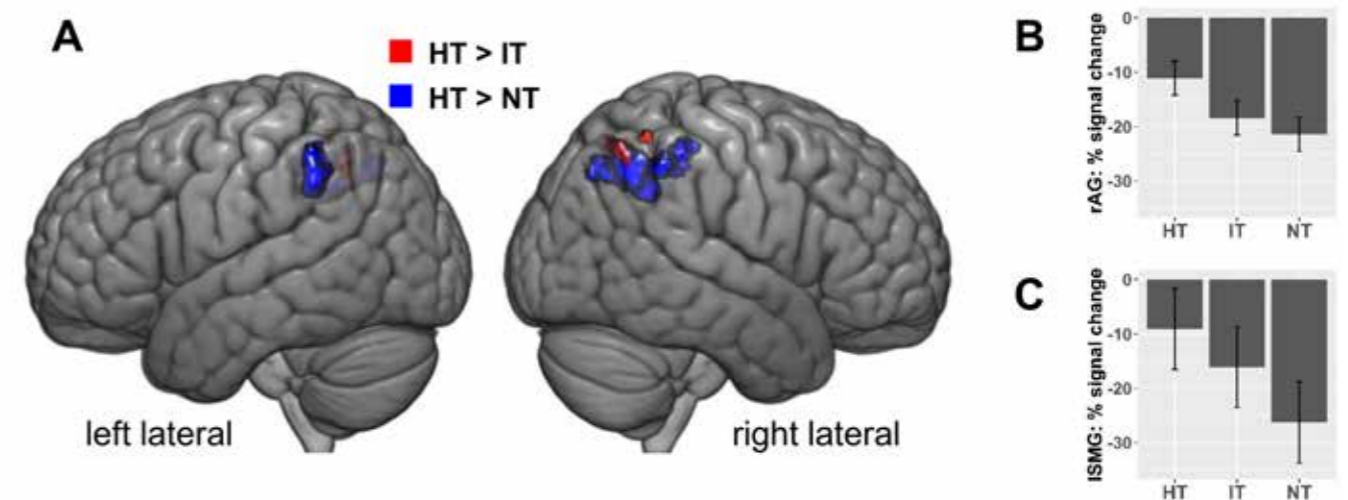 A
HT > IT
HT > NT
left lateral
right lateral
B
rAG: % signal change
0
-10
-20
-30
HT IT NT
C
lSMG: % signal change
0
-10
-20
-30
HT IT NT